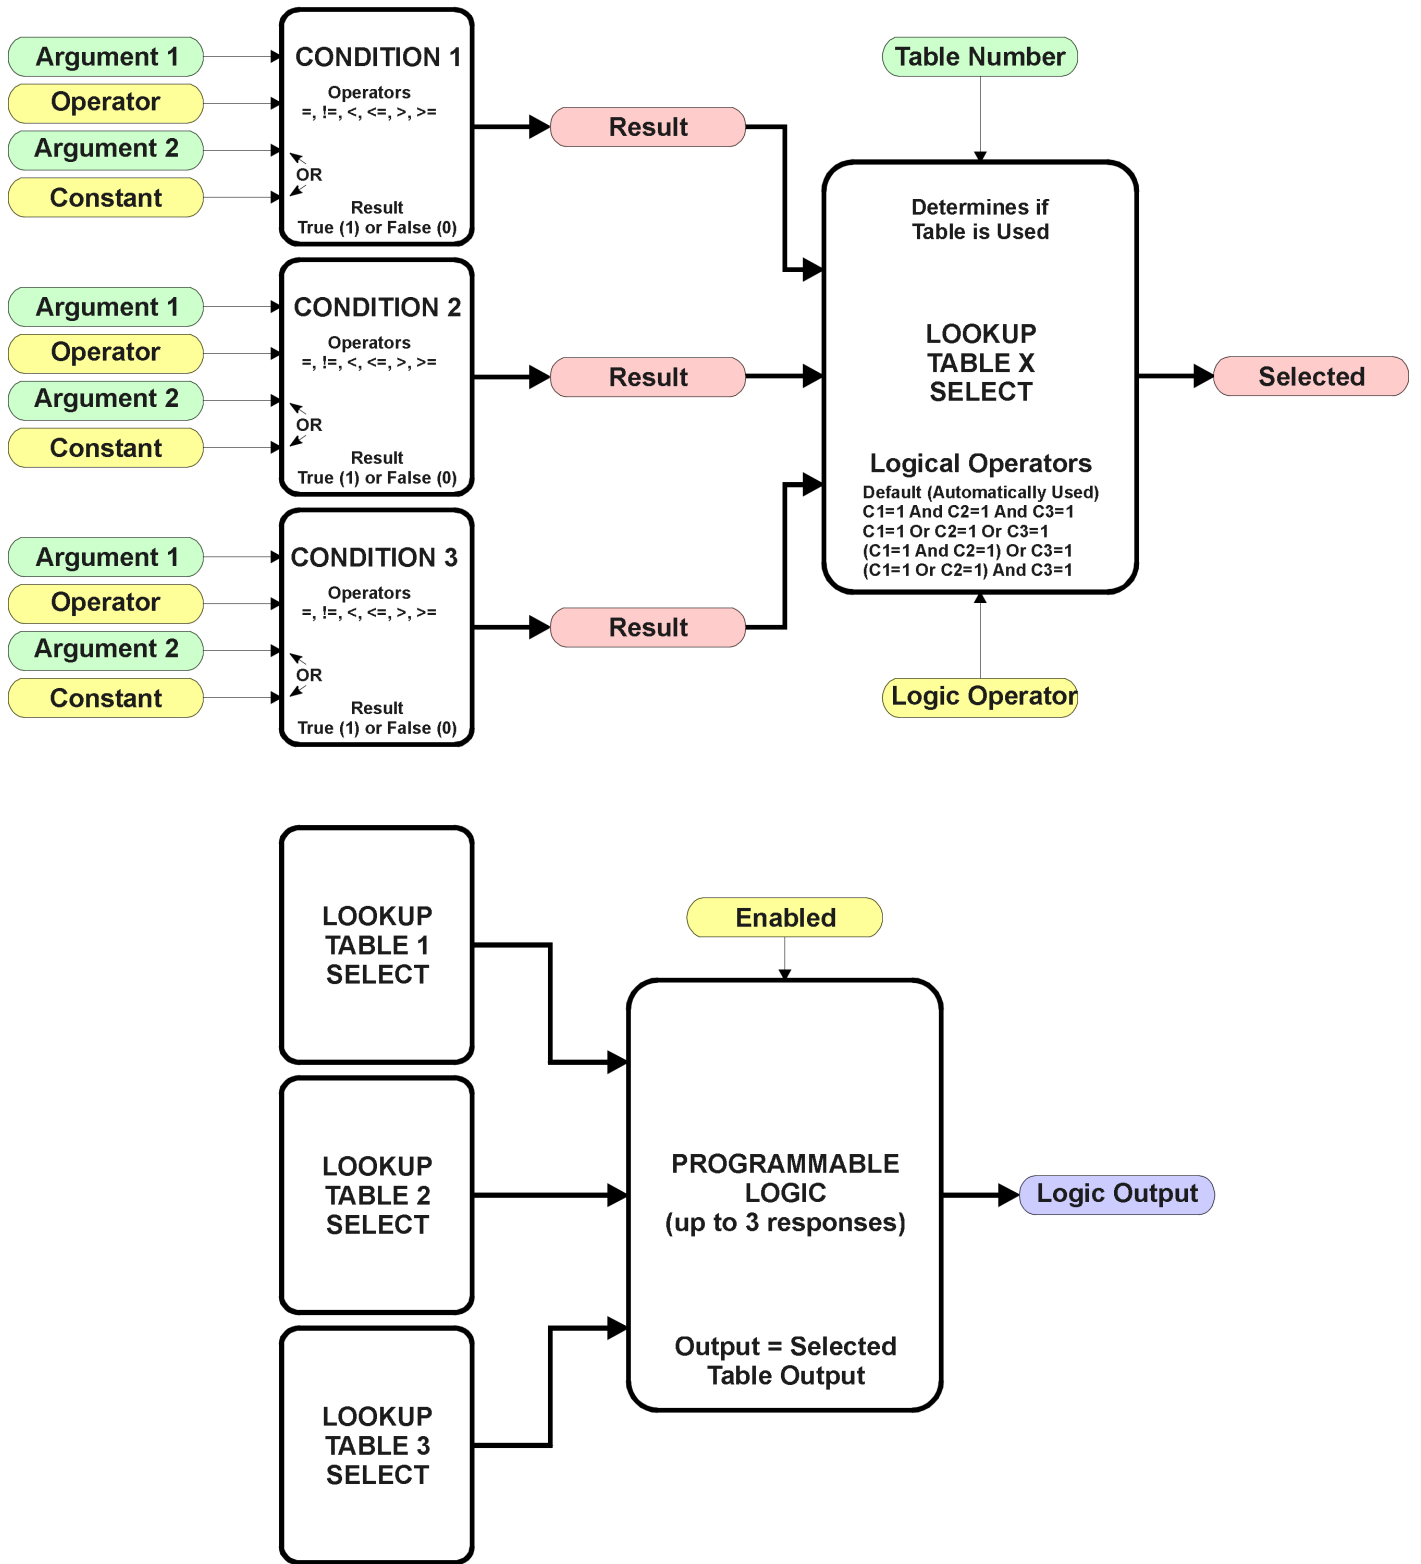 Argument 1
Operator
Argument 2
Constant
CONDITION 1
Operators
=, !=, <, <=, >, >=
OR
Result
True (1) or False (0)
Result
Argument 1
Operator
Argument 2
Constant
CONDITION 2
Operators
=, !=, <, <=, >, >=
OR
Result
True (1) or False (0)
Result
Argument 1
Operator
Argument 2
Constant
CONDITION 3
Operators
=, !=, <, <=, >, >=
OR
Result
True (1) or False (0)
Result
Table Number
Determines if
Table is Used
LOOKUP
TABLE X
SELECT
Logical Operators
Default (Automatically Used)
C1=1 And C2=1 And C3=1
C1=1 Or C2=1 Or C3=1
(C1=1 And C2=1) Or C3=1
(C1=1 Or C2=1) And C3=1
Logic Operator
Selected
LOOKUP
TABLE 1
SELECT
LOOKUP
TABLE 2
SELECT
LOOKUP
TABLE 3
SELECT
Enabled
PROGRAMMABLE
LOGIC
(up to 3 responses)
Output = Selected
Table Output
Logic Output